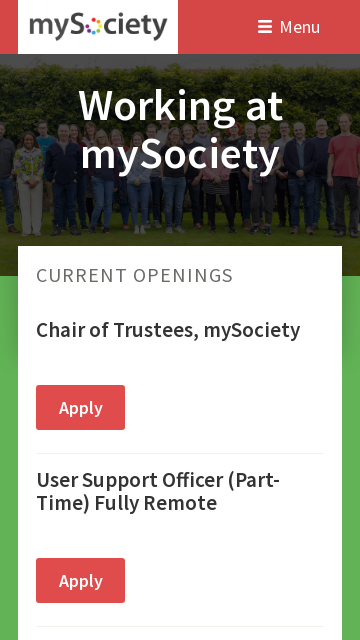 mySociety
Menu
Working at
mySociety
CURRENT OPENINGS
Chair of Trustees, mySociety
Apply
User Support Officer (Part-
Time) Fully Remote
Apply